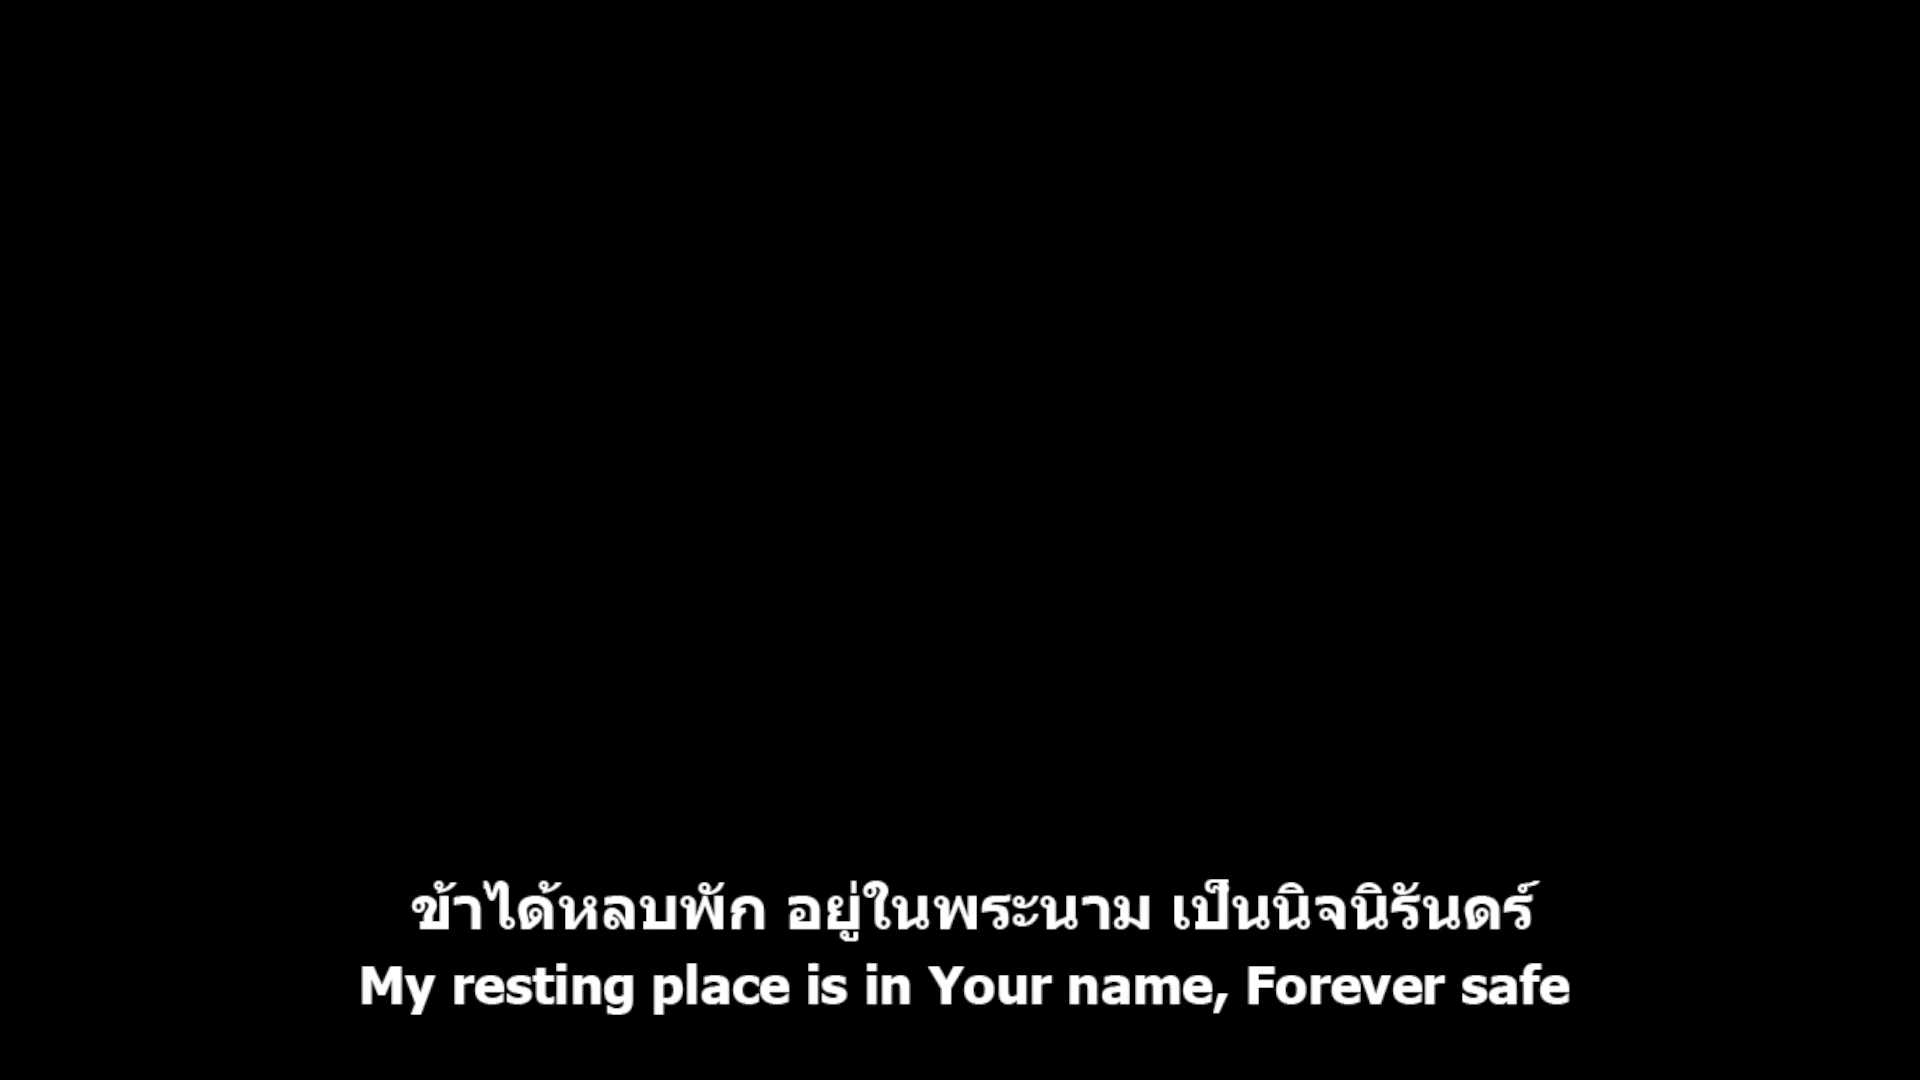 ข้าได้หลบพัก อยู่ในพระนาม เป็นนิจนิรันดร์
My resting place is in Your name, Forever safe